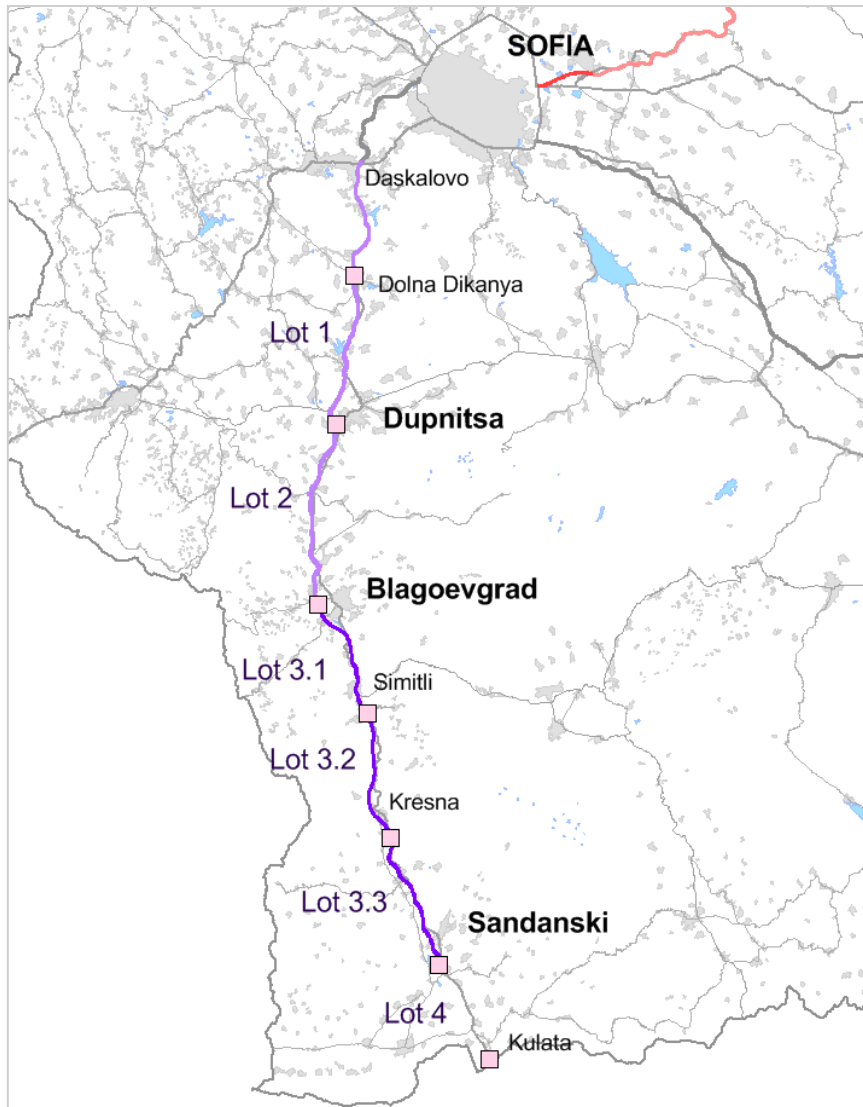 SOFIA
Daskalovo
Dolna Dikanya
Lot 1
Dupnitsa
Lot 2
Blagoevgrad
Lot 3.1
Simitli
Lot 3.2
Kresna
Lot 3.3
Sandanski
Lot 4
Kulata